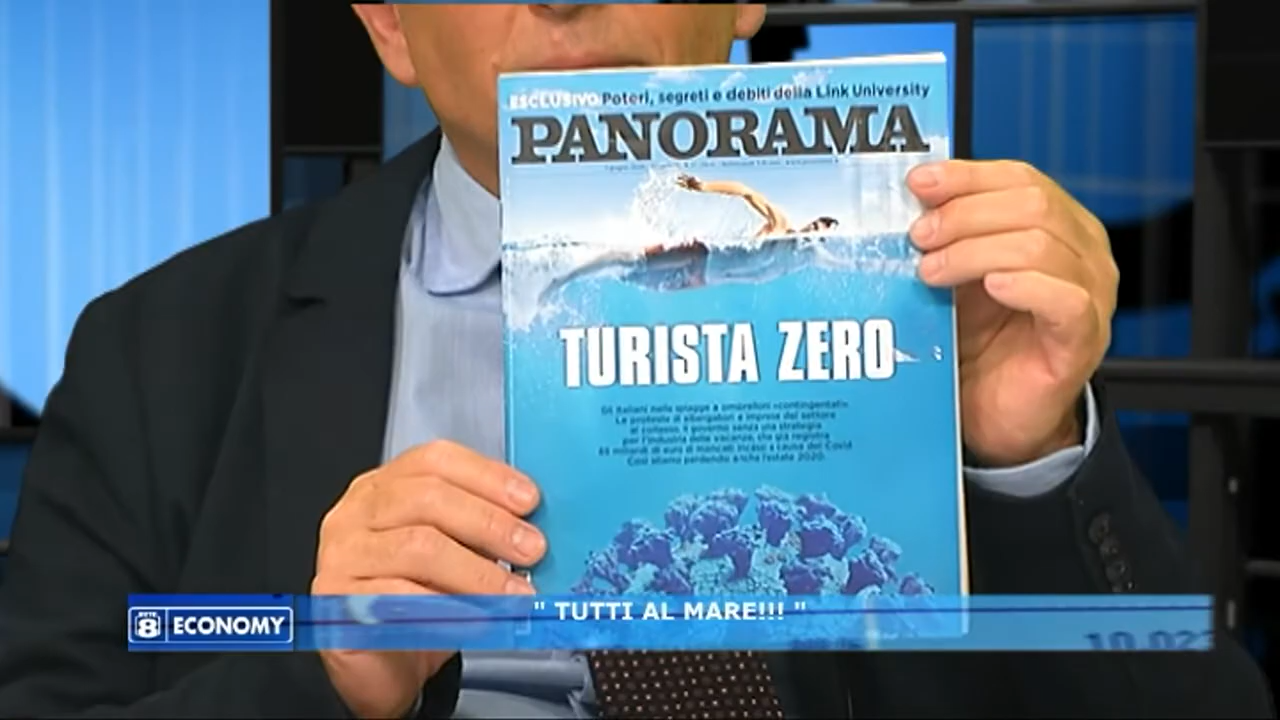 ESCLUSIVO Poteri, segreti e debiti della Link University
PANORAMA
TURISTA ZERO
Gli italiani nelle spiagge a ombrelloni «contingentati».
Le proteste di albergatori e imprese del settore
al collasso. Il governo senza una strategia
per l'industria delle vacanze, che già registra
miliardi di euro di mancati incassi a causa del Covid.
Così stiamo perdendo anche l'estate 2020.
" TUTTI AL MARE!!! "
8 ECONOMY
10.02